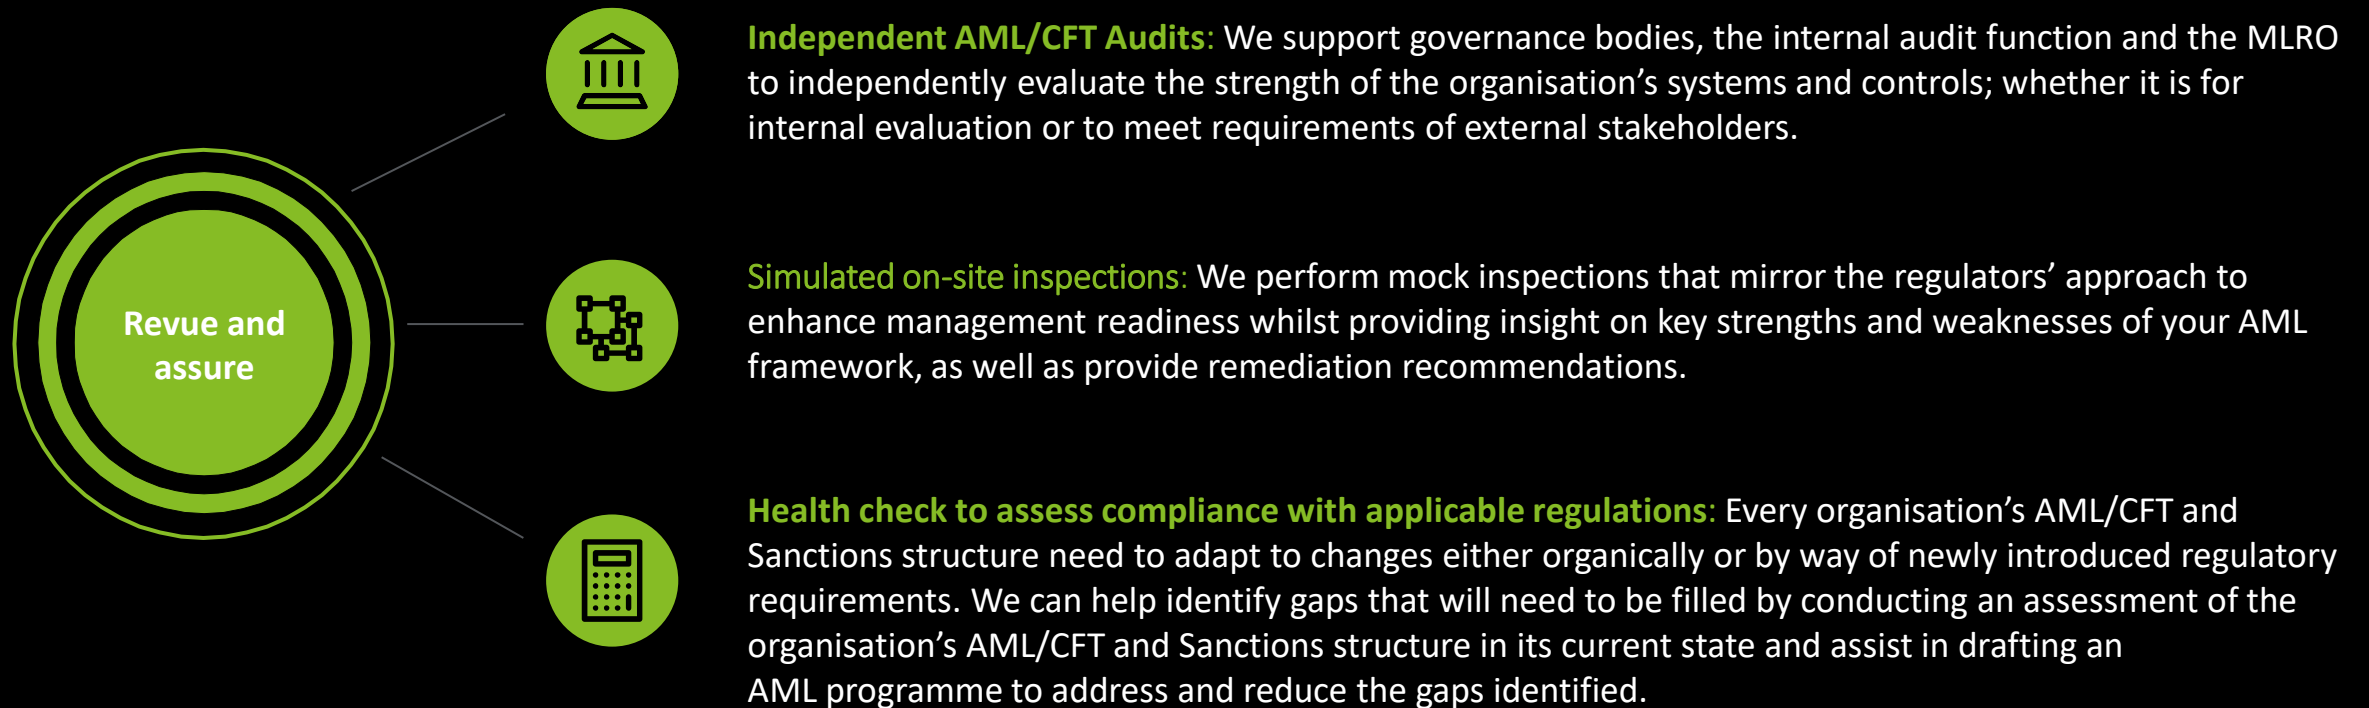 Independent AML/CFT Audits: We support governance bodies, the internal audit function and the MLRO
to independently evaluate the strength of the organisation’s systems and controls; whether it is for
internal evaluation or to meet requirements of external stakeholders.
Revue and
assure
Simulated on-site inspections: We perform mock inspections that mirror the regulators’ approach to
enhance management readiness whilst providing insight on key strengths and weaknesses of your AML
framework, as well as provide remediation recommendations.
Health check to assess compliance with applicable regulations: Every organisation’s AML/CFT and
Sanctions structure need to adapt to changes either organically or by way of newly introduced regulatory
requirements. We can help identify gaps that will need to be filled by conducting an assessment of the
organisation’s AML/CFT and Sanctions structure in its current state and assist in drafting an
AML programme to address and reduce the gaps identified.